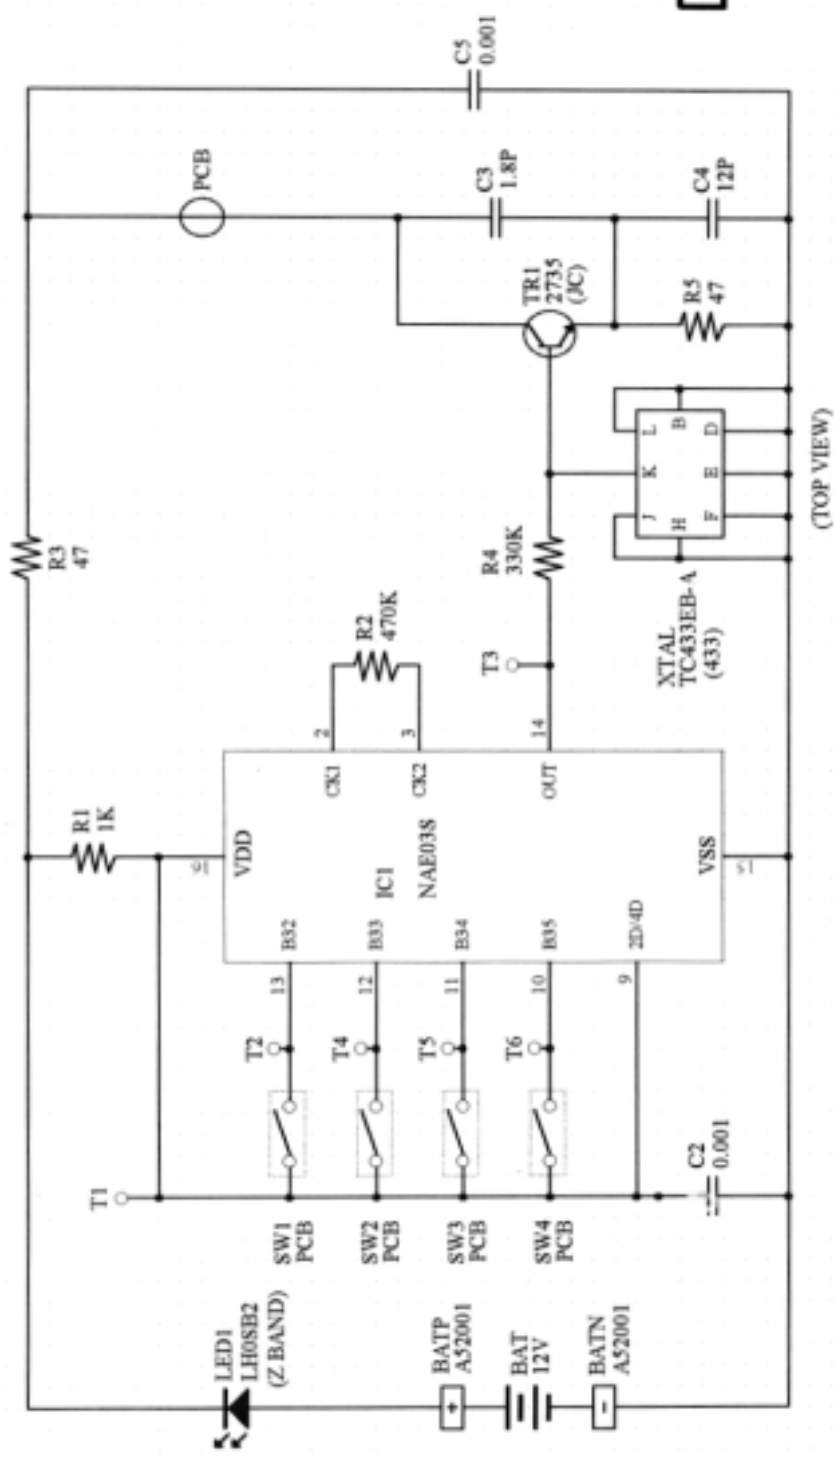 LED1
LH0SB2
(Z BAND)
BATP
A52001
+
BAT
12V
BATN
A52001
-
T1
SW1
PCB
SW2
PCB
SW3
PCB
SW4
PCB
C2
0.001
T2
T4
T5
T6
13
12
11
10
9
R1
1K
16
VDD
B32
B33
B34
B35
2D/4D
IC1
NAE03S
CK1
CK2
OUT
VSS
15
2
3
14
R2
470K
T3
R3
47
R4
330K
XTAL
TC433EB-A
(433)
J
K
L
H
B
F
E
D
(TOP VIEW)
TR1
2735
(JC)
R5
47
PCB
C3
1.8P
C4
12P
C5
0.001